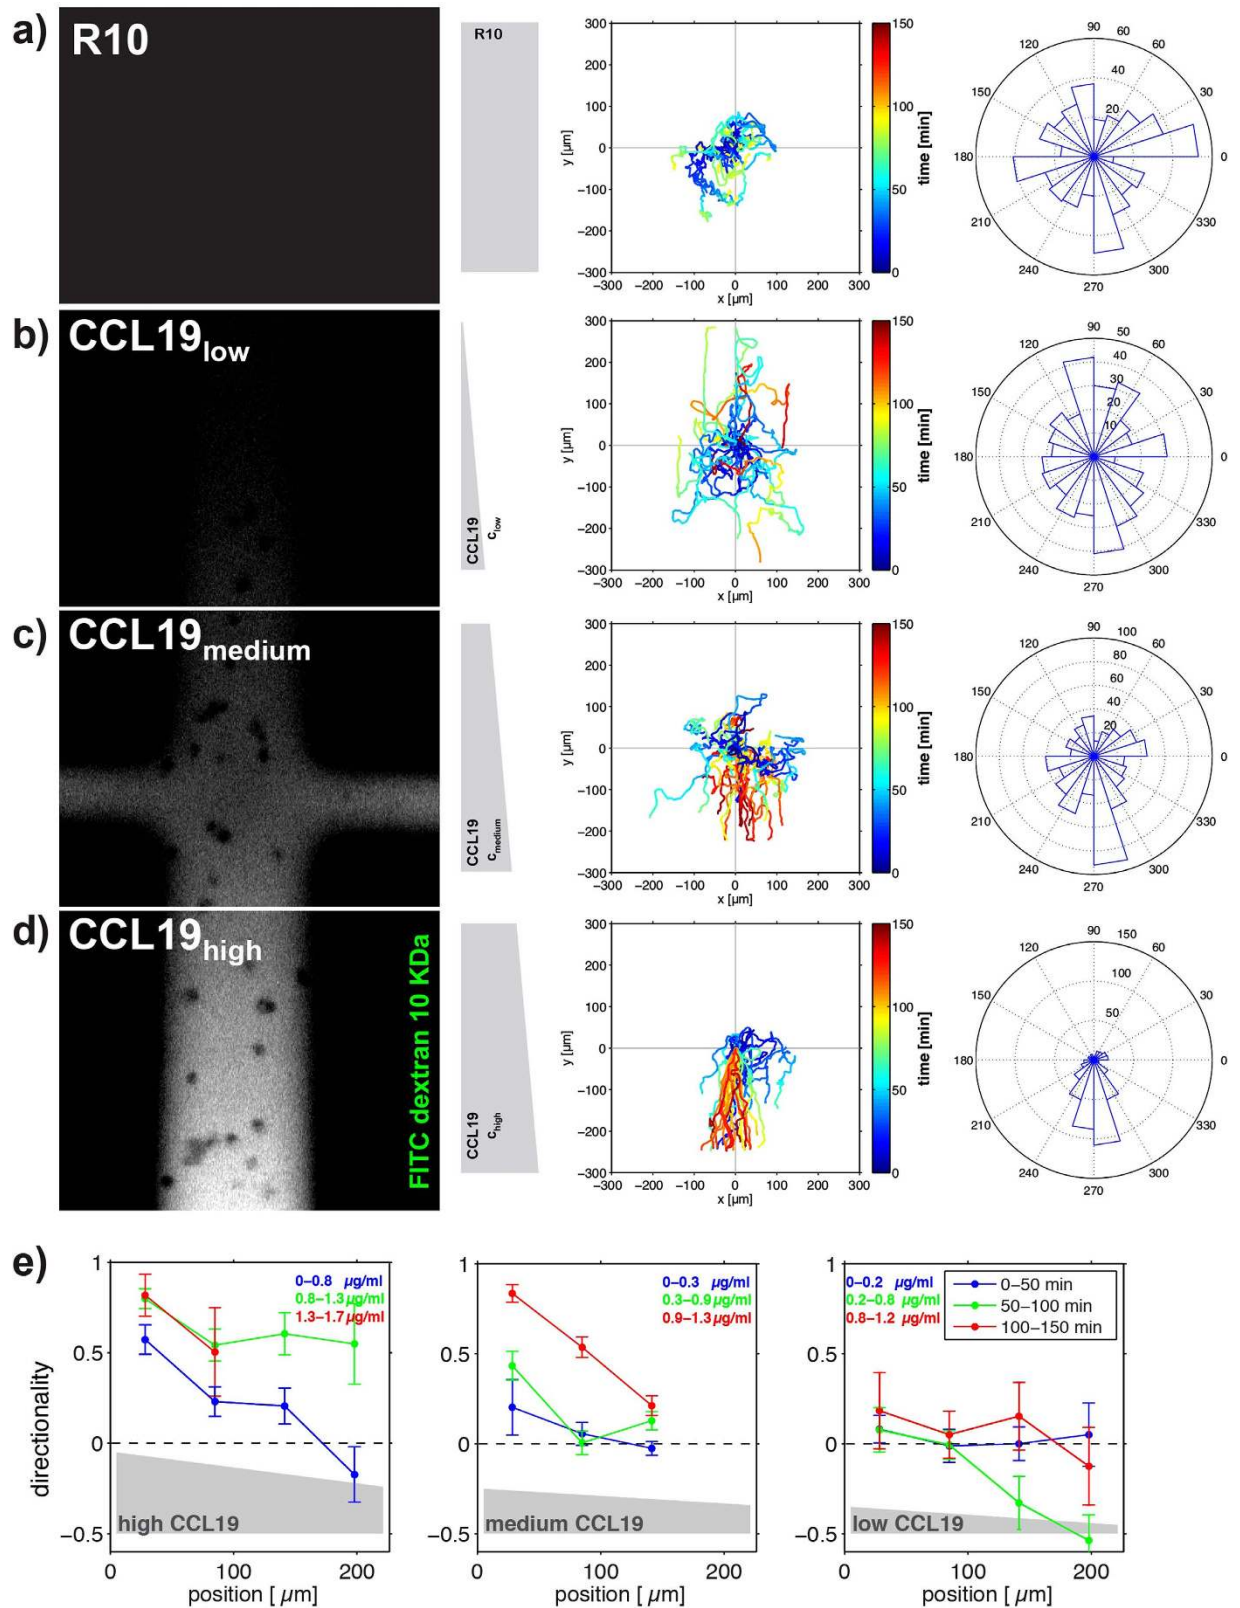 a)
R10
R10
300
200
100
0
−100
−200
−300
y [µm]
−300 −200 −100 0 100 200 300
x [µm]
150
100
50
0
time [min]
90
60
30
0
330
300
270
240
210
180
150
120
20
40
b)
CCL19low
CCL19
clow
300
200
100
0
−100
−200
−300
y [µm]
−300 −200 −100 0 100 200 300
x [µm]
150
100
50
0
time [min]
90
60
30
0
330
300
270
240
210
180
150
120
10
20
30
40
50
c)
CCL19medium
CCL19
cmedium
300
200
100
0
−100
−200
−300
y [µm]
−300 −200 −100 0 100 200 300
x [µm]
150
100
50
0
time [min]
90
60
30
0
330
300
270
240
210
180
150
120
20
40
60
80
100
d)
CCL19high
FITC dextran 10 KDa
CCL19
chigh
300
200
100
0
−100
−200
−300
y [µm]
−300 −200 −100 0 100 200 300
x [µm]
150
100
50
0
time [min]
90
60
30
0
330
300
270
240
210
180
150
120
50
100
150
e)
directionality
1
0.5
0
−0.5
0−0.8 µg/ml
0.8−1.3 µg/ml
1.3−1.7 µg/ml
high CCL19
0 100 200
position [ µm]
1
0.5
0
−0.5
0−0.3 µg/ml
0.3−0.9 µg/ml
0.9−1.3 µg/ml
medium CCL19
0 100 200
position [ µm]
1
0.5
0
−0.5
0−0.2 µg/ml
0.2−0.8 µg/ml
0.8−1.2 µg/ml
0−50 min
50−100 min
100−150 min
low CCL19
0 100 200
position [ µm]